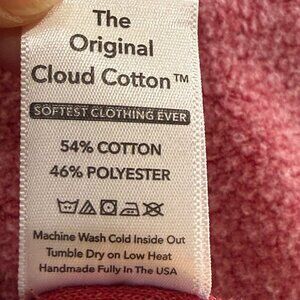 The
Original
Cloud Cotton™
SOFTEST CLOTHING EVER
54% COTTON
46% POLYESTER
Machine Wash Cold Inside Out
Tumble Dry on Low Heat
Handmade Fully In The USA